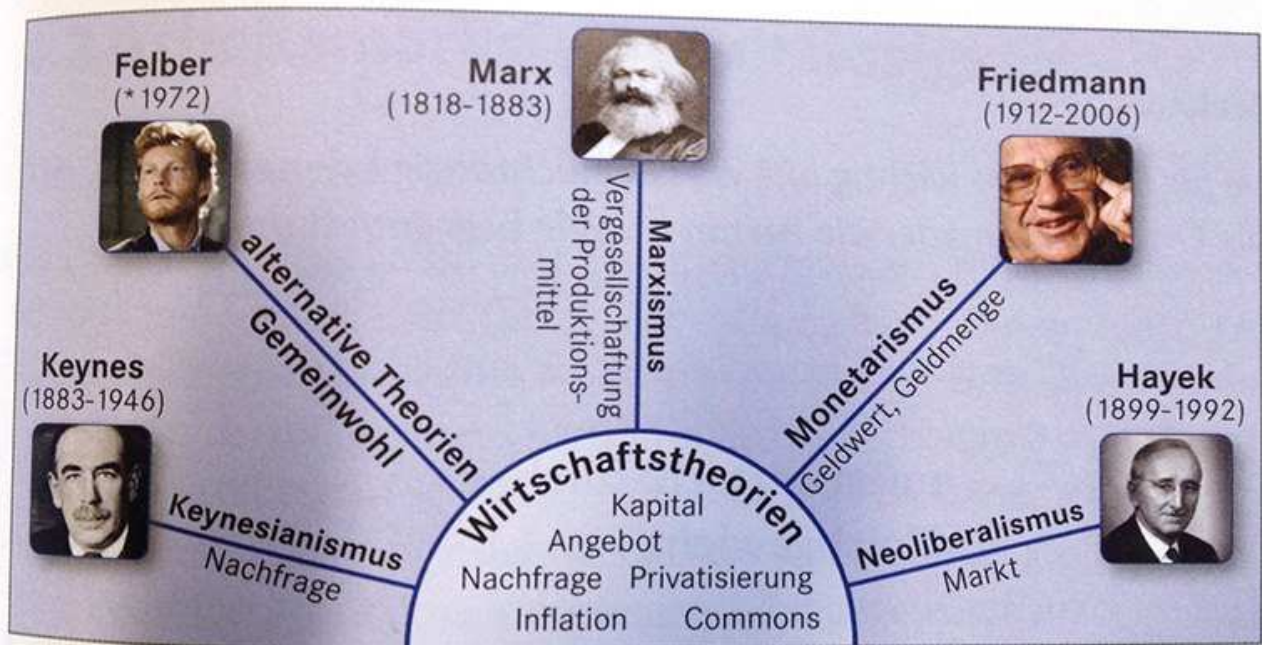 Felber
(*1972)
Marx
(1818-1883)
Friedmann
(1912-2006)
Keynes
(1883-1946)
Hayek
(1899-1992)
alternative Theorien
Gemeinwohl
Vergesellschaftung
der Produktions-
mittel
Marxismus
Monetarismus
Geldwert, Geldmenge
Keynesianismus
Nachfrage
Neoliberalismus
Markt
Wirtschaftstheorien
Kapital
Angebot
Nachfrage Privatisierung
Inflation Commons